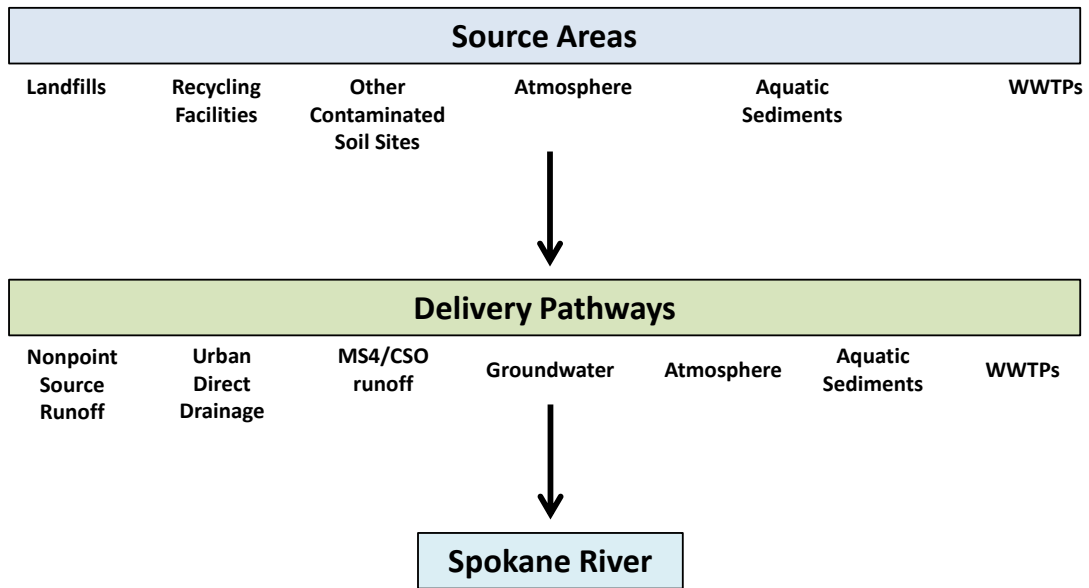 Source Areas
Landfills
Recycling
Facilities
Other
Contaminated
Soil Sites
Atmosphere
Aquatic
Sediments
WWTPs
Delivery Pathways
Nonpoint
Source
Runoff
Urban
Direct
Drainage
MS4/CSO
runoff
Groundwater
Atmosphere
Aquatic
Sediments
WWTPs
Spokane River